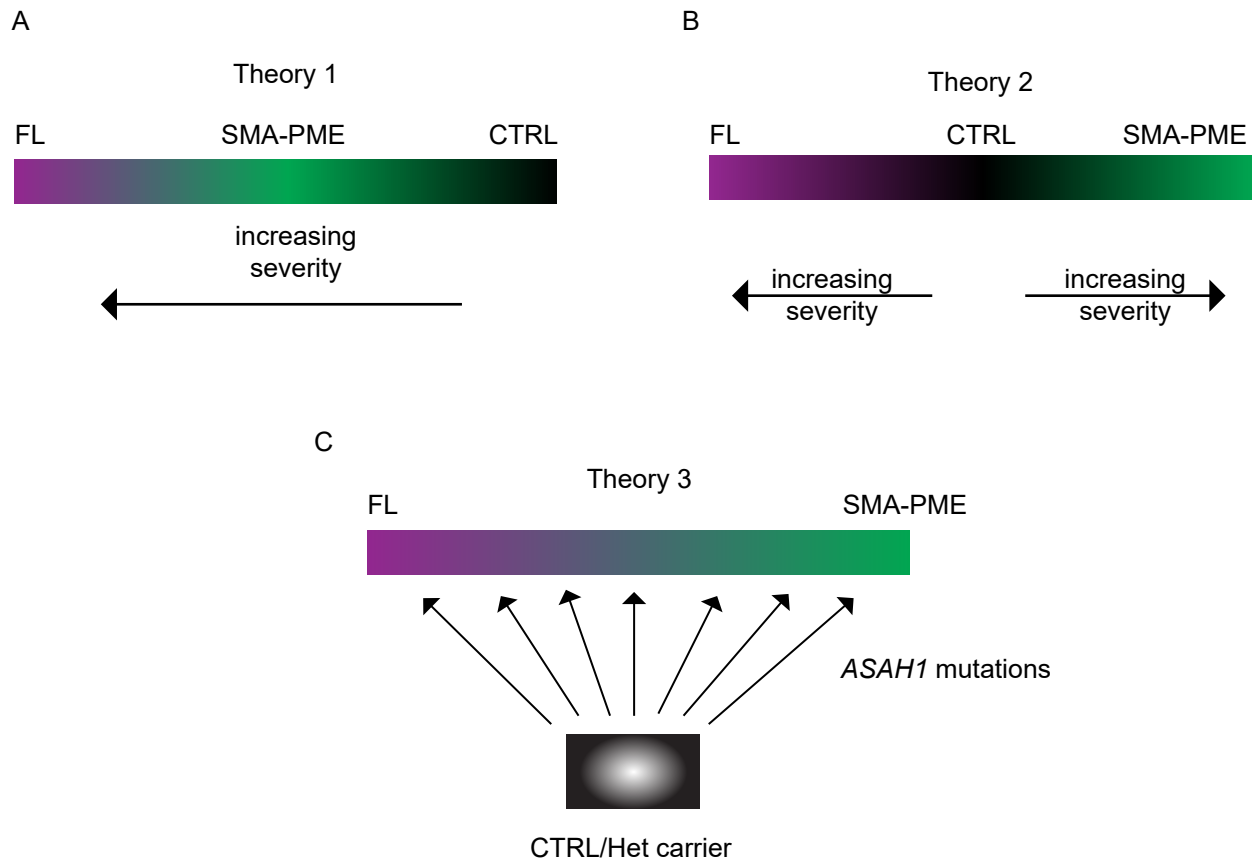 A
Theory 1
FL SMA-PME CTRL
increasing
severity
B
Theory 2
FL CTRL SMA-PME
increasing
severity
increasing
severity
C
Theory 3
FL SMA-PME
ASAH1 mutations
CTRL/Het carrier